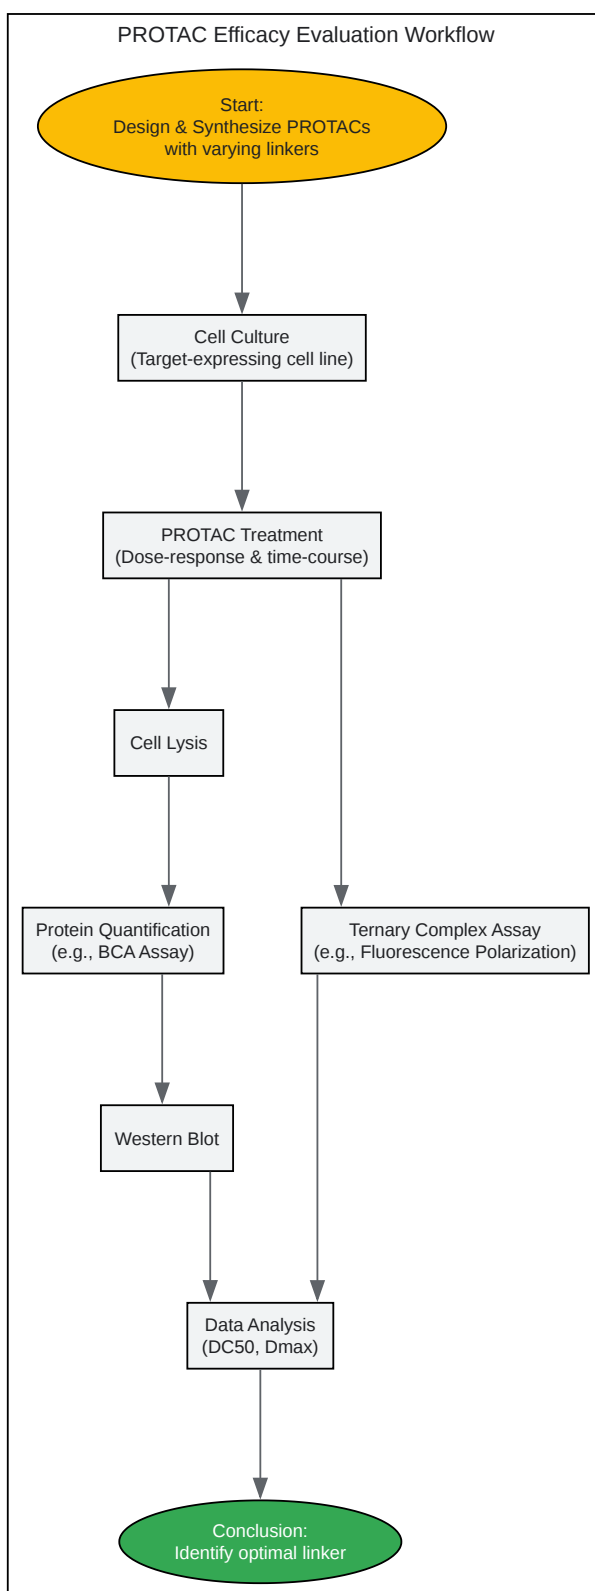 PROTAC Efficacy Evaluation Workflow
Start:
Design & Synthesize PROTACs
with varying linkers
Cell Culture
(Target-expressing cell line)
PROTAC Treatment
(Dose-response & time-course)
Cell Lysis
Protein Quantification
(e.g., BCA Assay)
Ternary Complex Assay
(e.g., Fluorescence Polarization)
Western Blot
Data Analysis
(DC50, Dmax)
Conclusion:
Identify optimal linker